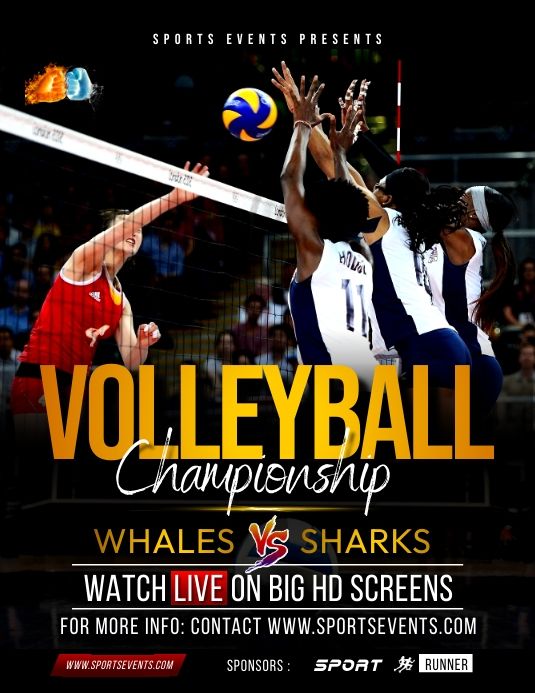 SPORTS EVENTS PRESENTS
11
VOLLEYBALL
Championship
WHALES VS SHARKS
WATCH LIVE ON BIG HD SCREENS
FOR MORE INFO: CONTACT WWW.SPORTSEVENTS.COM
WWW.SPORTSEVENTS.COM SPONSORS : SPORT RUNNER